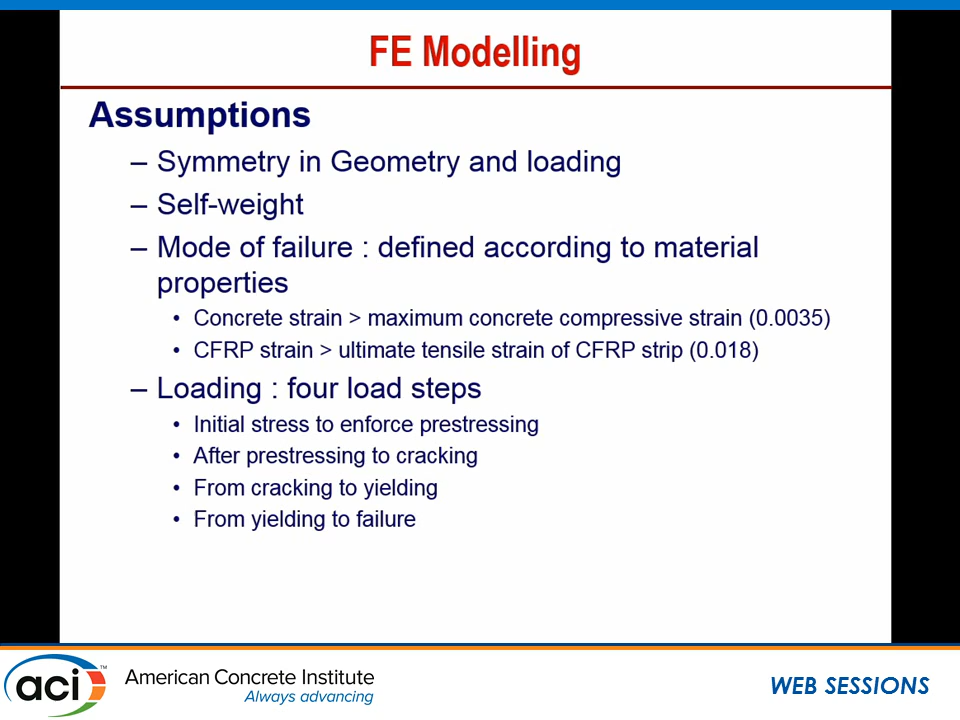 FE Modelling
Assumptions
– Symmetry in Geometry and loading
– Self-weight
– Mode of failure : defined according to material
properties
• Concrete strain > maximum concrete compressive strain (0.0035)
• CFRP strain > ultimate tensile strain of CFRP strip (0.018)
– Loading : four load steps
• Initial stress to enforce prestressing
• After prestressing to cracking
• From cracking to yielding
• From yielding to failure
aci™
American Concrete Institute
Always advancing
WEB SESSIONS